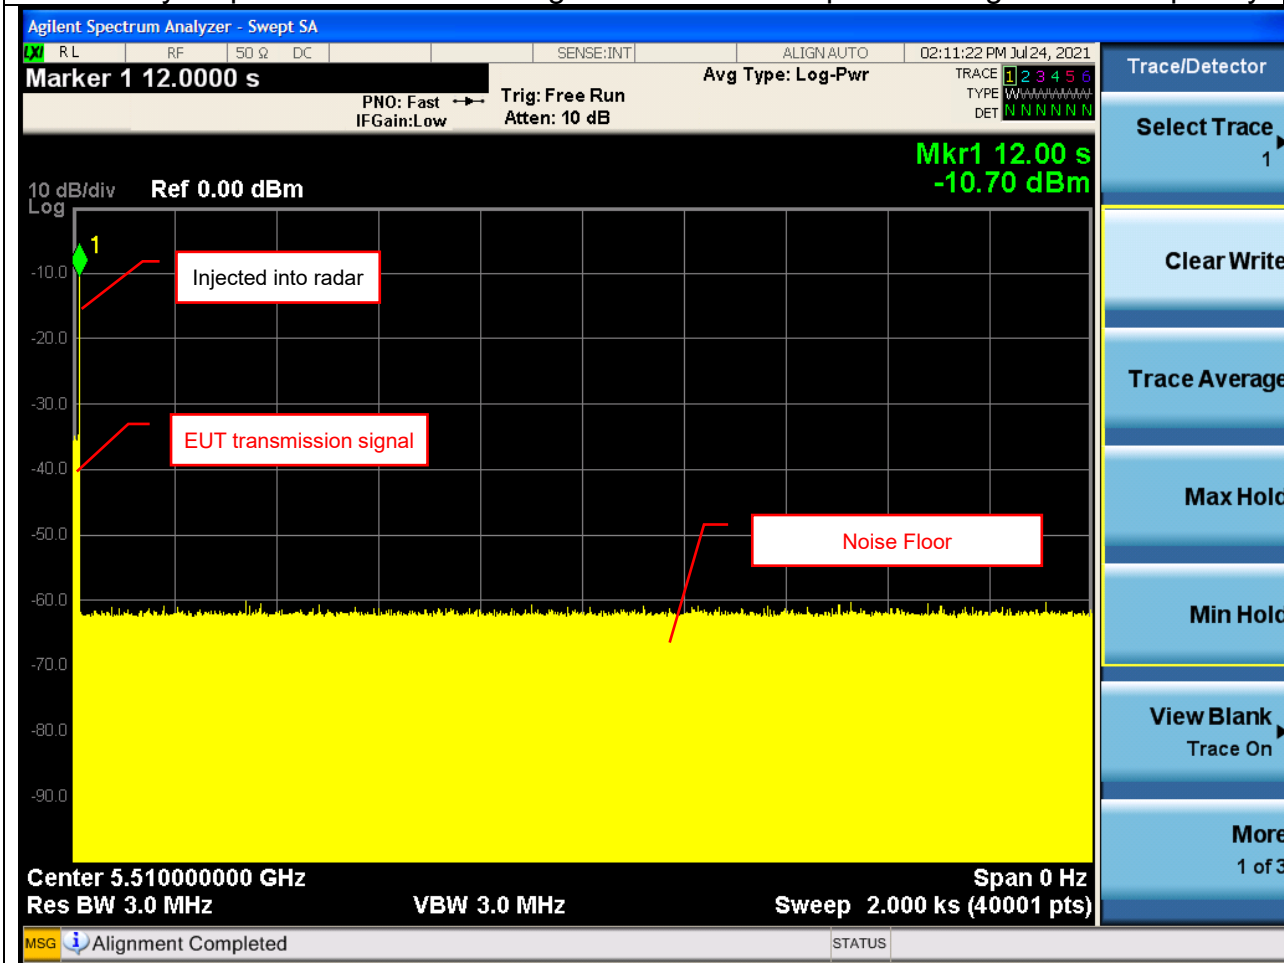 Agilent Spectrum Analyzer - Swept SA
LXI RL RF 50 Ω DC SENSE:INT ALIGN AUTO 02:11:22 PM Jul 24, 2021
Marker 1 12.0000 s
PNO: Fast
IFGain:Low
Trig: Free Run
Atten: 10 dB
Avg Type: Log-Pwr
TRACE 1 2 3 4 5 6
TYPE WWWWWW
DET N N N N N N
Mkr1 12.00 s
-10.70 dBm
10 dB/div Ref 0.00 dBm
Log
1
-10.0
Injected into radar
-20.0
-30.0
EUT transmission signal
-40.0
-50.0
Noise Floor
-60.0
-70.0
-80.0
-90.0
Center 5.510000000 GHz Span 0 Hz
Res BW 3.0 MHz VBW 3.0 MHz Sweep 2.000 ks (40001 pts)
MSG Alignment Completed STATUS
Trace/Detector
Select Trace
1
Clear Write
Trace Average
Max Hold
Min Hold
View Blank
Trace On
More
1 of 3